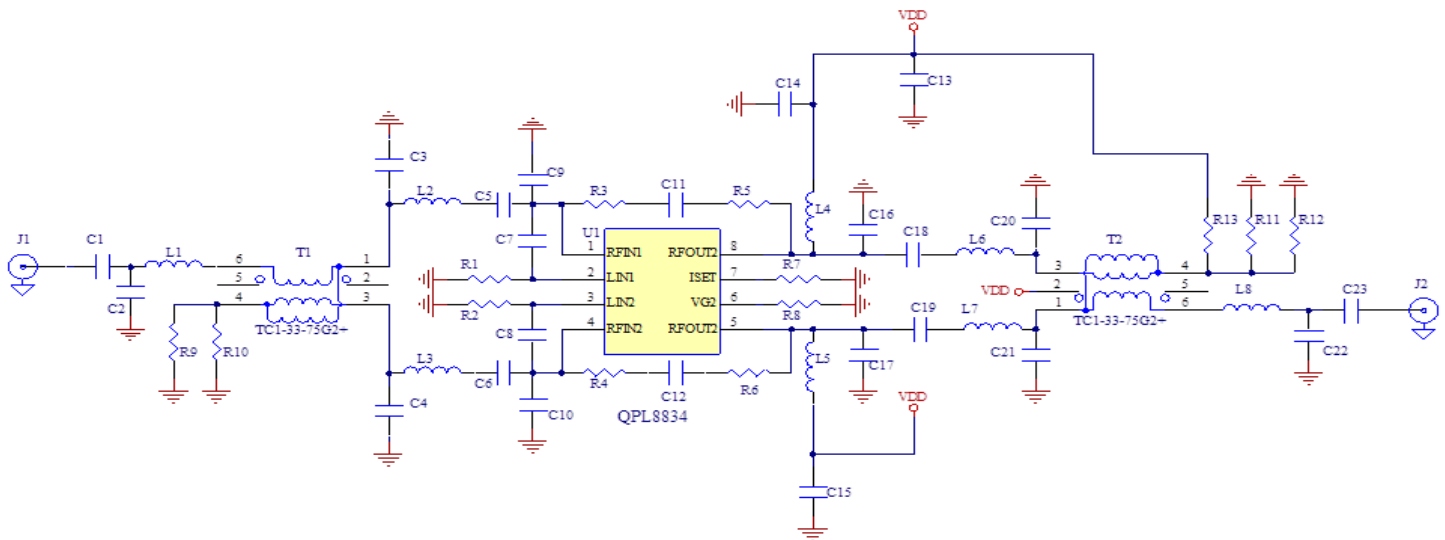 VDD
C13
C14
C3
C9
L2
C5
R3
C11
R5
L4
C16
C20
R13
R11
R12
J1
C1
L1
T1
C7
U1
C18
L6
T2
6
1
1
RFIN1
RFOUT2
8
3
4
5
2
R1
2
LIN1
ISET
7
R7
VDD
2
5
C2
4
3
R2
3
LIN2
VG2
6
R8
C19
L7
1
6
L8
C23
J2
TC1-33-75G2+
C8
4
RFIN2
RFOUT2
5
TC1-33-75G2+
R9
R10
L3
C6
R4
C12
R6
L5
C17
C21
C22
C4
C10
QPL8834
VDD
C15